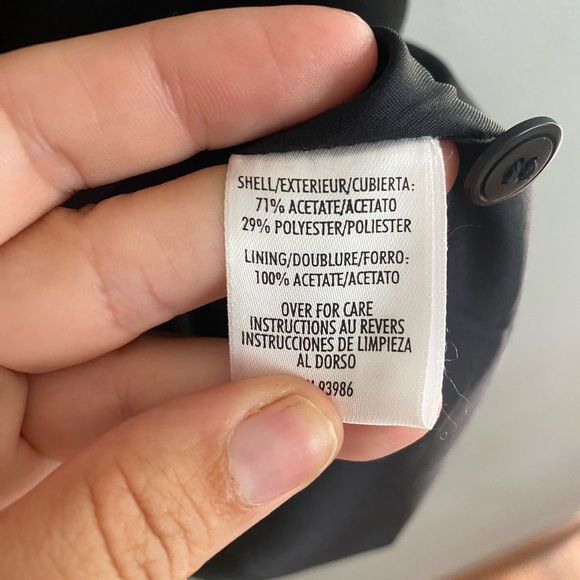 SHELL/EXTERIEUR/CUBIERTA:
71% ACETATE/ACETATO
29% POLYESTER/POLIESTER
LINING/DOUBLURE/FORRO:
100% ACETATE/ACETATO
OVER FOR CARE
INSTRUCTIONS AU REVERS
INSTRUCCIONES DE LIMPIEZA
AL DORSO
93986